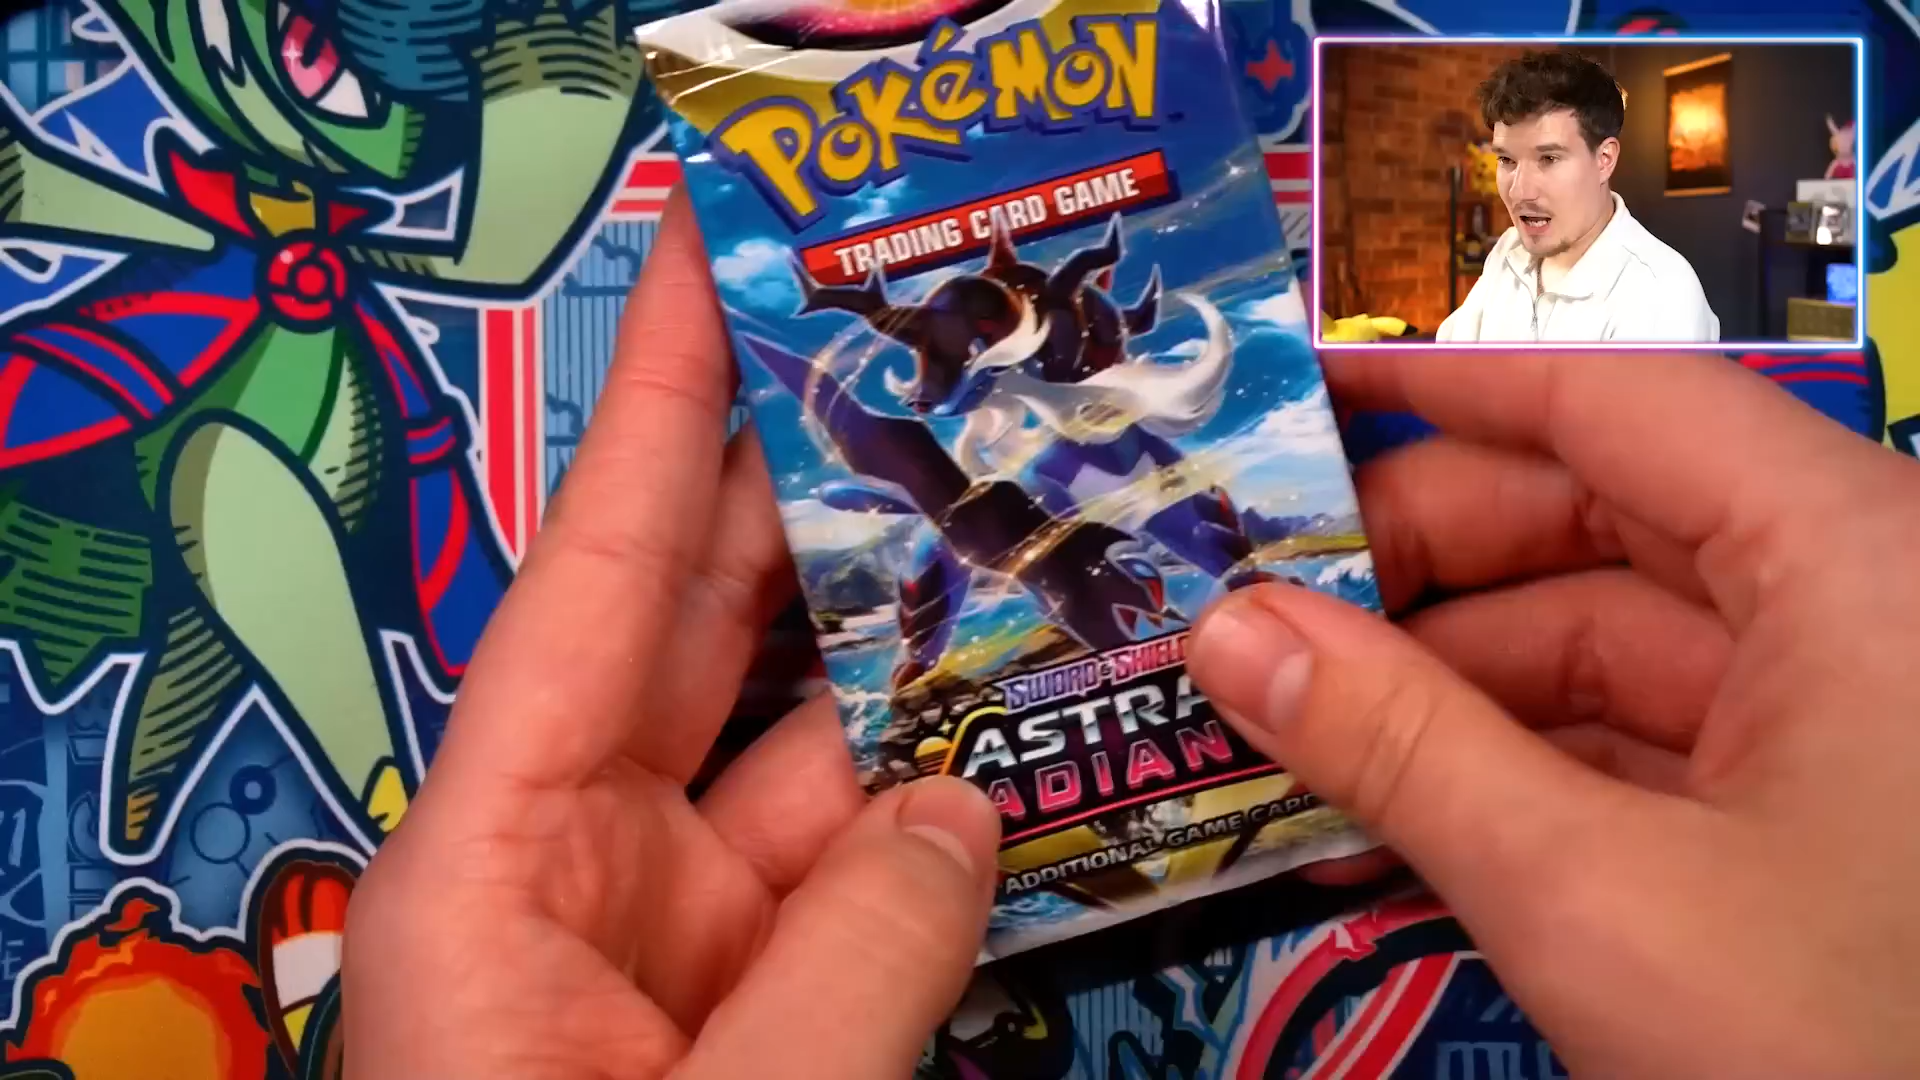 POKéMON
TRADING CARD GAME
SWORD & SHIELD
ASTRA
ADIAN
ADDITIONAL GAME CARD